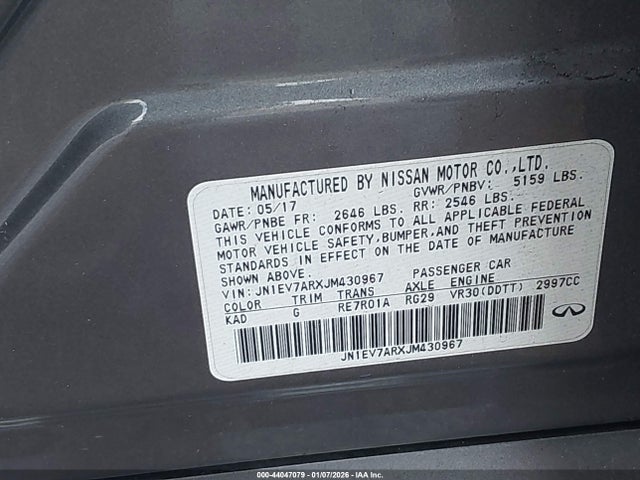 MANUFACTURED BY NISSAN MOTOR CO.,LTD.
DATE: 05/17 GVWR/PNBV: 5159 LBS.
GAWR/PNBE FR: 2646 LBS. RR: 2546 LBS.
THIS VEHICLE CONFORMS TO ALL APPLICABLE FEDERAL
MOTOR VEHICLE SAFETY,BUMPER,AND THEFT PREVENTION
STANDARDS IN EFFECT ON THE DATE OF MANUFACTURE
SHOWN ABOVE.
VIN: JN1EV7ARXJM430967 PASSENGER CAR
COLOR TRIM TRANS AXLE ENGINE
KAD G RE7R01A RG29 VR30(DDTT) 2997CC
JN1EV7ARXJM430967
000-44047079 - 01/07/2026 - IAA Inc.